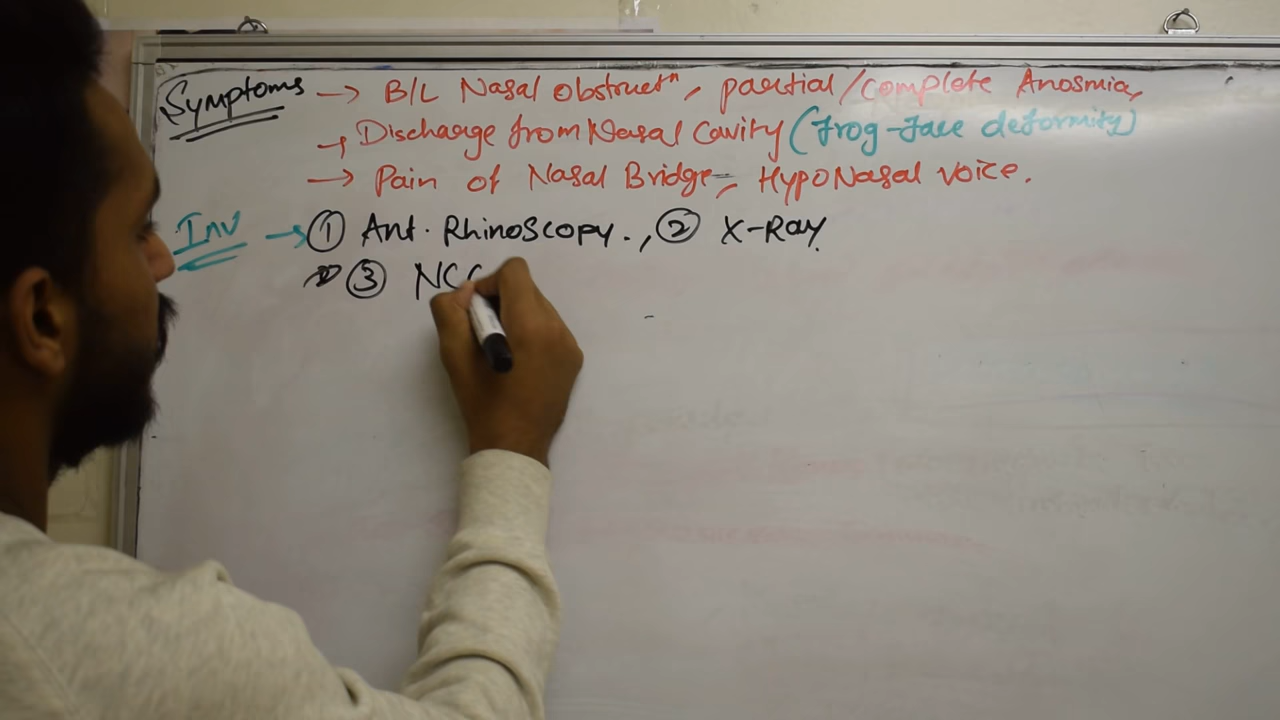 Symptoms → B/L Nasal obstructⁿ, partial/complete Anosmia,
→ Discharge from Nasal Cavity (frog-face deformity)
→ Pain of Nasal Bridge, HypoNasal voice.
Inv → ① Ant. Rhinoscopy., ② X-Ray.
③ NCC